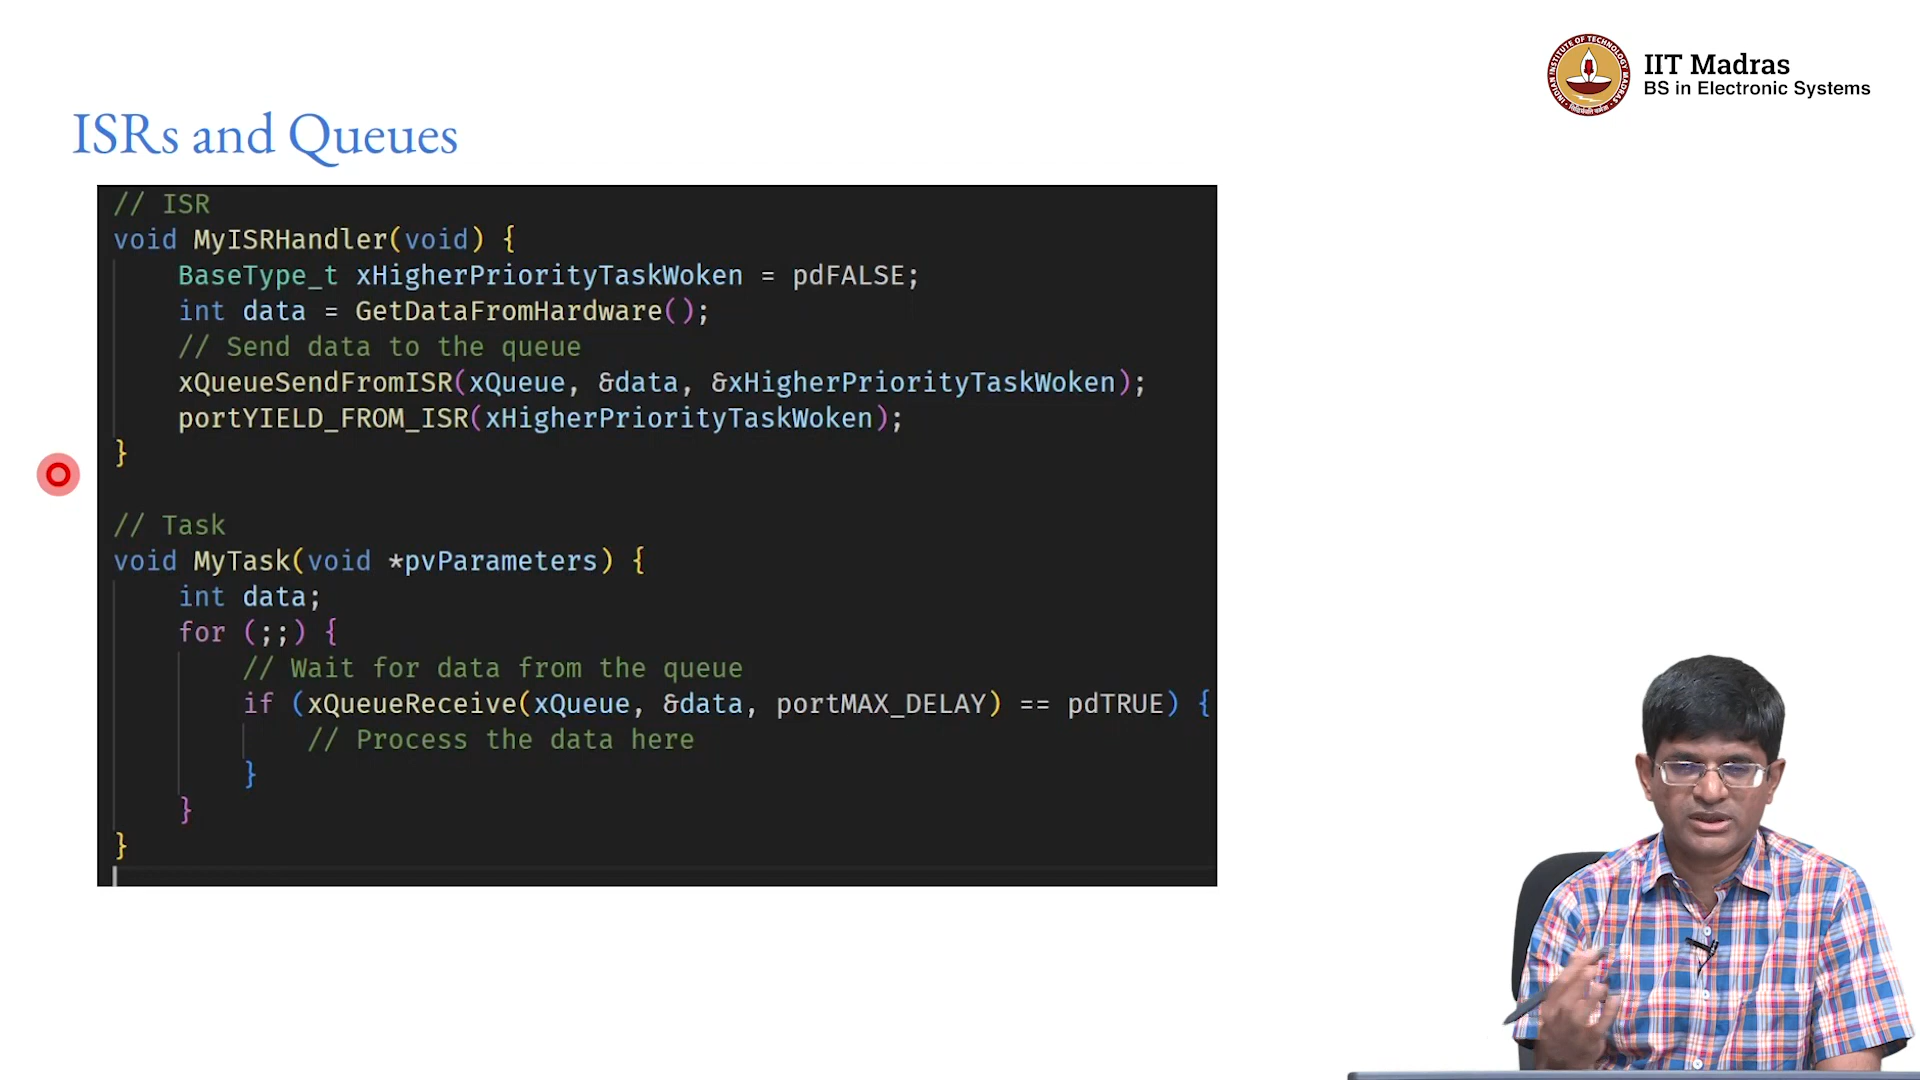 IIT Madras
BS in Electronic Systems
ISRs and Queues
// ISR
void MyISRHandler(void) {
    BaseType_t xHigherPriorityTaskWoken = pdFALSE;
    int data = GetDataFromHardware();
    // Send data to the queue
    xQueueSendFromISR(xQueue, &data, &xHigherPriorityTaskWoken);
    portYIELD_FROM_ISR(xHigherPriorityTaskWoken);
}
// Task
void MyTask(void *pvParameters) {
    int data;
    for (;;) {
        // Wait for data from the queue
        if (xQueueReceive(xQueue, &data, portMAX_DELAY) == pdTRUE) {
            // Process the data here
        }
    }
}